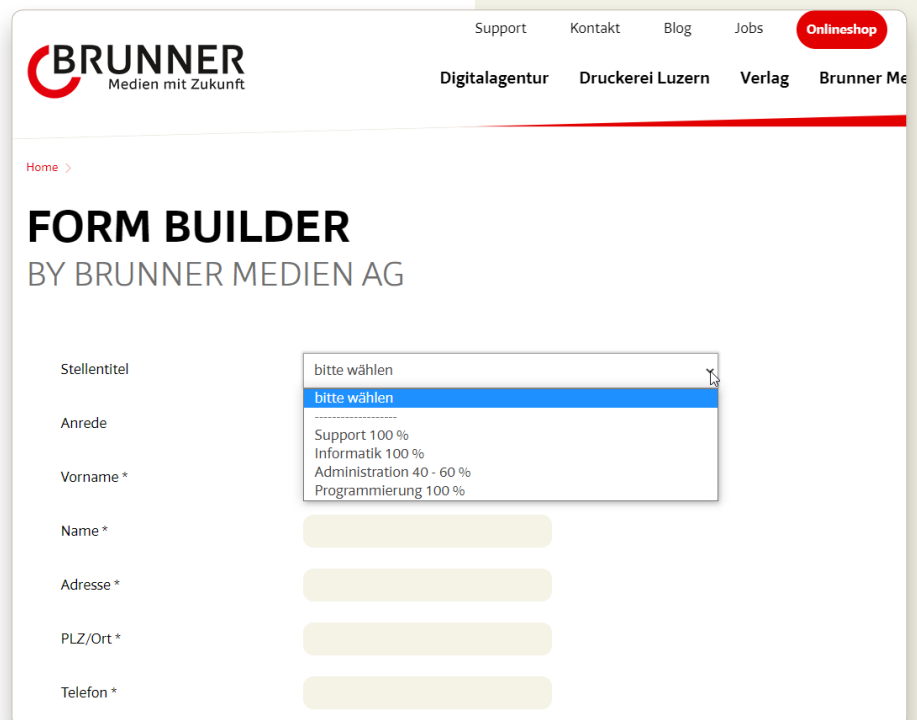 Support Kontakt Blog Jobs Onlineshop
BRUNNER
Medien mit Zukunft
Digitalagentur Druckerei Luzern Verlag Brunner Me
Home
FORM BUILDER
BY BRUNNER MEDIEN AG
Stellentitel bitte wählen
bitte wählen
-------------------
Anrede
Support 100 %
Informatik 100 %
Administration 40 - 60 %
Vorname *
Programmierung 100 %
Name *
Adresse *
PLZ/Ort *
Telefon *